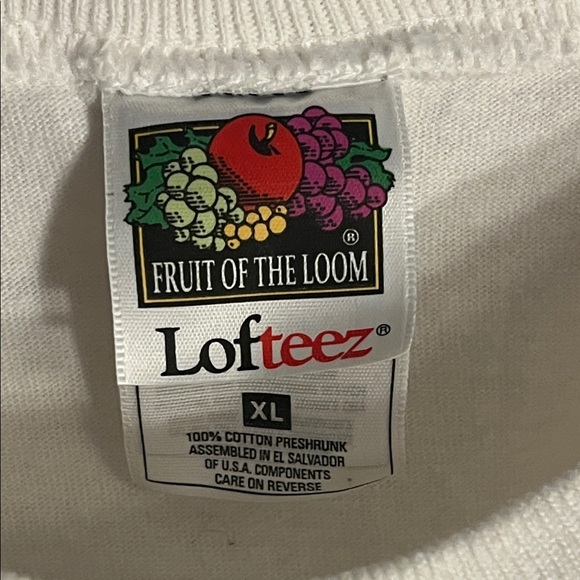 ®
FRUIT OF THE LOOM
Lofteez®
XL
100% COTTON PRESHRUNK
ASSEMBLED IN EL SALVADOR
OF U.S.A. COMPONENTS
CARE ON REVERSE